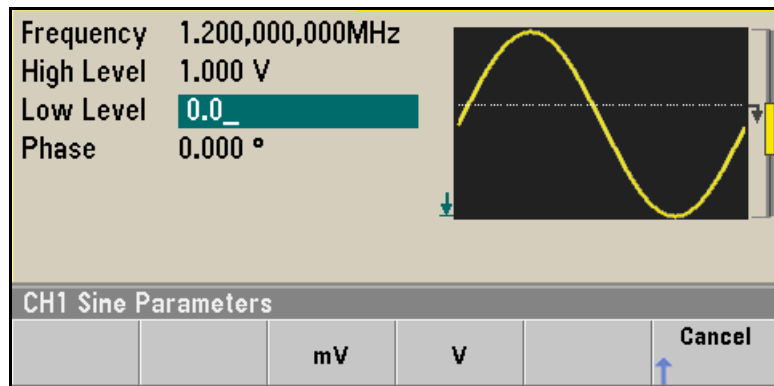 Frequency 1.200,000,000MHz
High Level 1.000 V
Low Level 0.0_
Phase 0.000 °
CH1 Sine Parameters
mV V Cancel